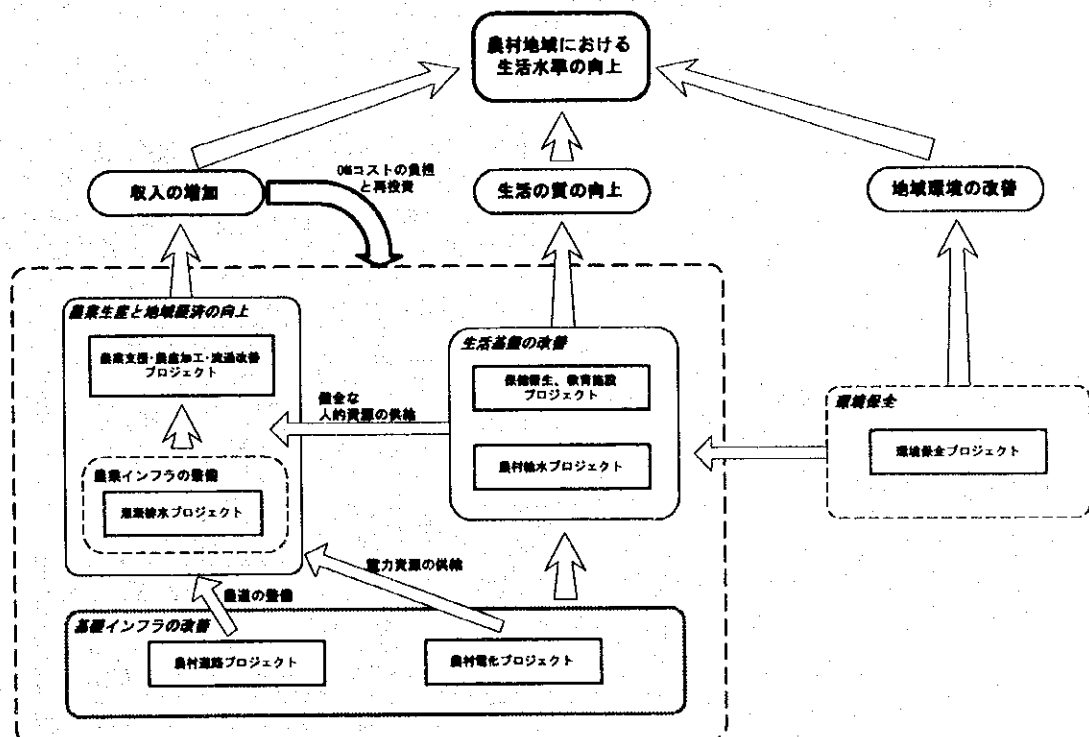 農村地域における
生活水準の向上
OMコストの負担
と再投資
収入の増加
生活の質の向上
地域環境の改善
農業生産と地域経済の向上
農業支援・農産加工・流通改善
プロジェクト
農業インフラの整備
灌漑排水プロジェクト
健全な
人的資源の供給
生活基盤の改善
保健衛生、教育施設
プロジェクト
農村給水プロジェクト
環境保全
環境保全プロジェクト
電力資源の供給
農道の整備
基礎インフラの改善
農村道路プロジェクト
農村電化プロジェクト